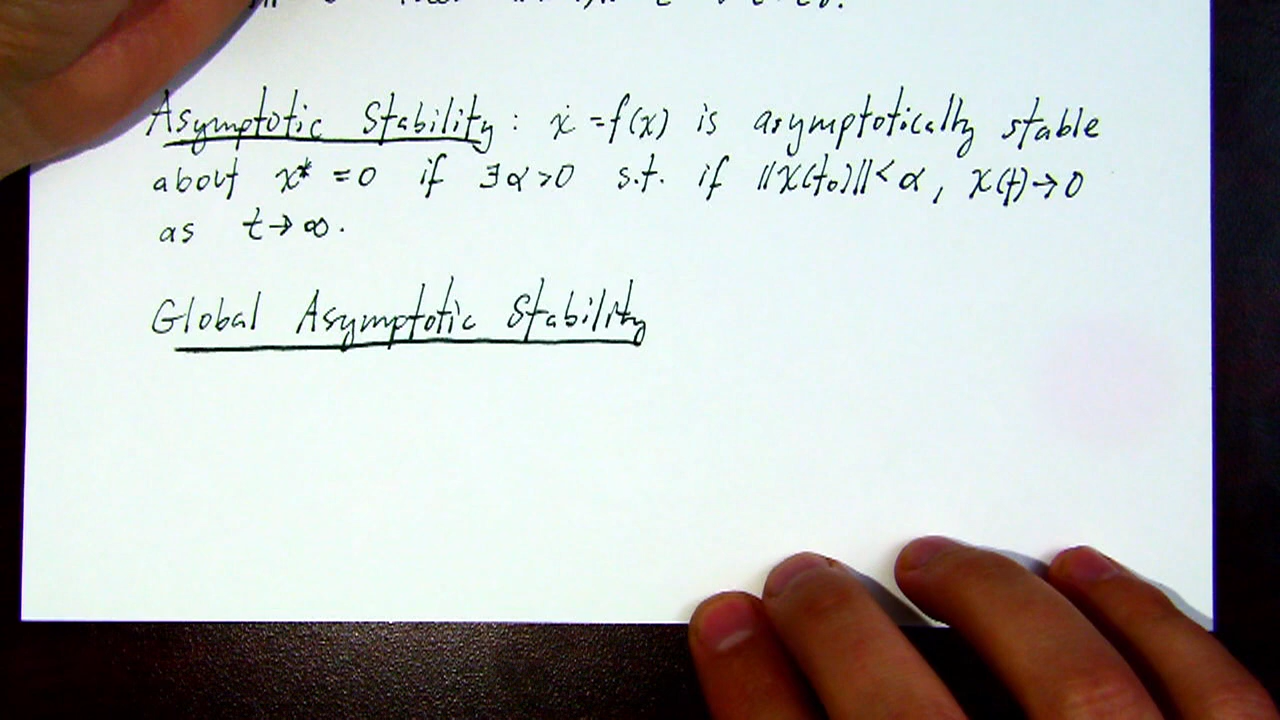 Asymptotic Stability: ẋ = f(x) is asymptotically stable
about x* = 0 if ∃ α > 0 s.t. if ||x(t₀)|| < α, x(t) → 0
as t → ∞.
Global Asymptotic Stability